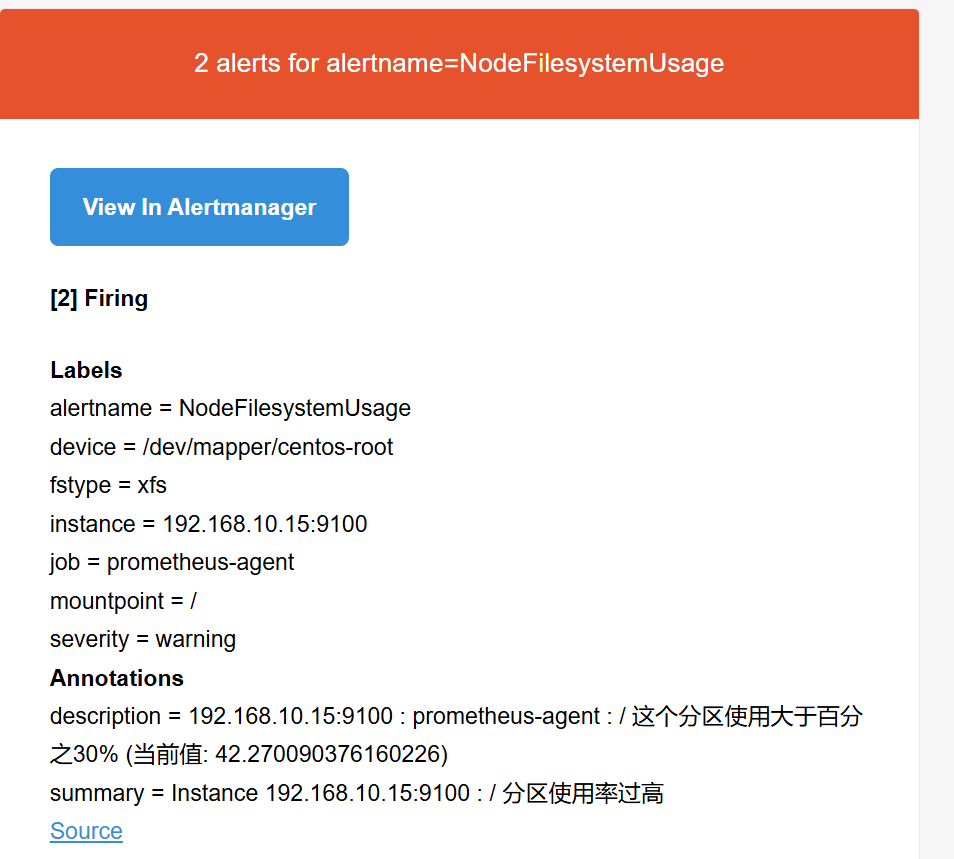 2 alerts for alertname=NodeFilesystemUsage
View In Alertmanager
[2] Firing
Labels
alertname = NodeFilesystemUsage
device = /dev/mapper/centos-root
fstype = xfs
instance = 192.168.10.15:9100
job = prometheus-agent
mountpoint = /
severity = warning
Annotations
description = 192.168.10.15:9100 : prometheus-agent : / 这个分区使用大于百分
之30% (当前值: 42.270090376160226)
summary = Instance 192.168.10.15:9100 : / 分区使用率过高
Source